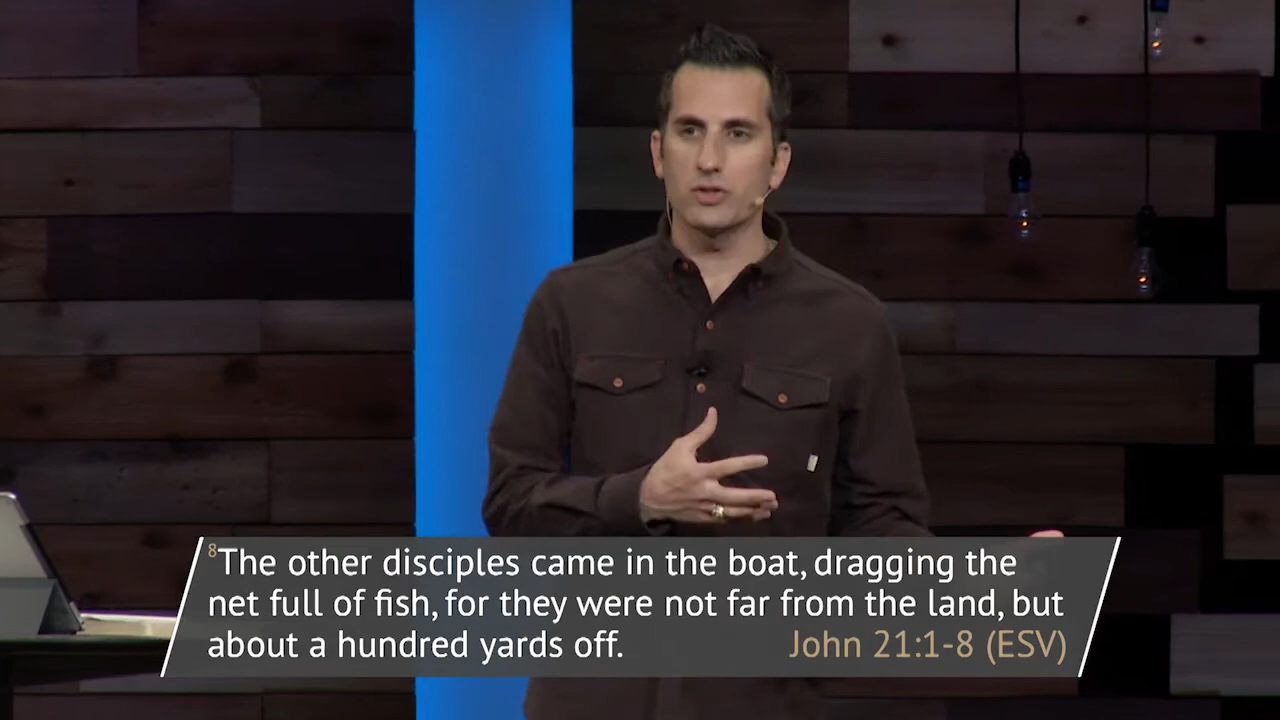 8The other disciples came in the boat, dragging the
net full of fish, for they were not far from the land, but
about a hundred yards off. John 21:1-8 (ESV)